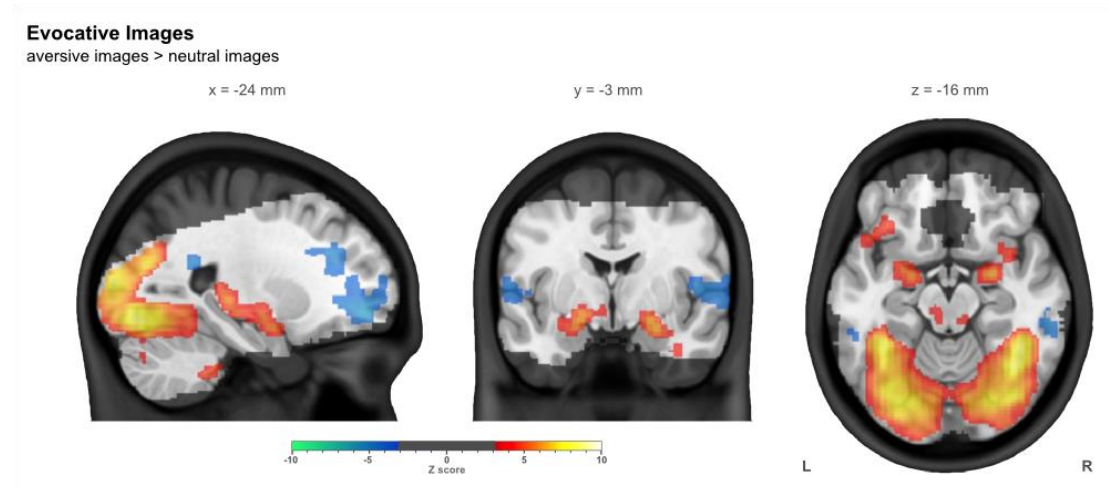 Evocative Images
aversive images > neutral images
x = -24 mm
y = -3 mm
z = -16 mm
-10 -5 0 5 10
Z score
L
R